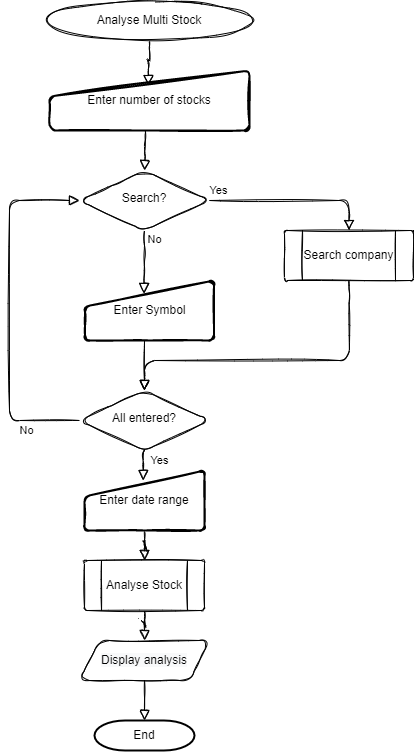 Analyse Multi Stock
Enter number of stocks
Search?
Yes
No
Search company
Enter Symbol
All entered?
No
Yes
Enter date range
Analyse Stock
Display analysis
End